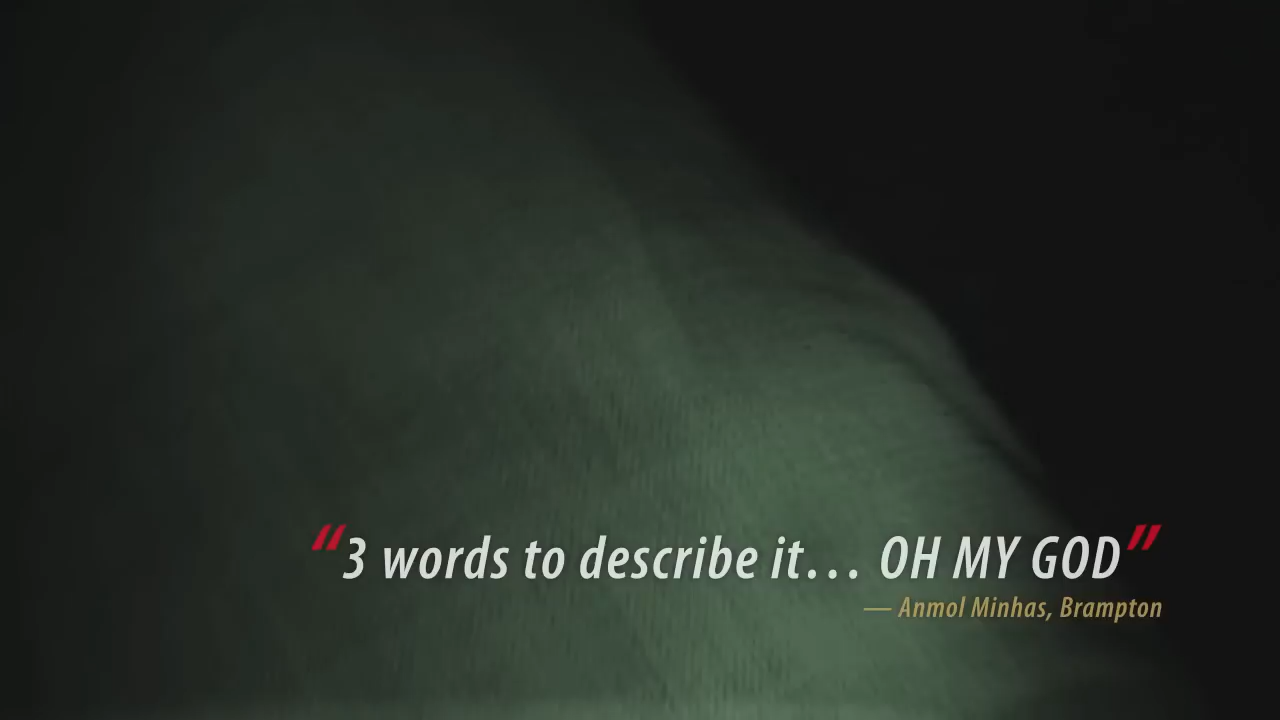 “3 words to describe it… OH MY GOD”
— Anmol Minhas, Brampton